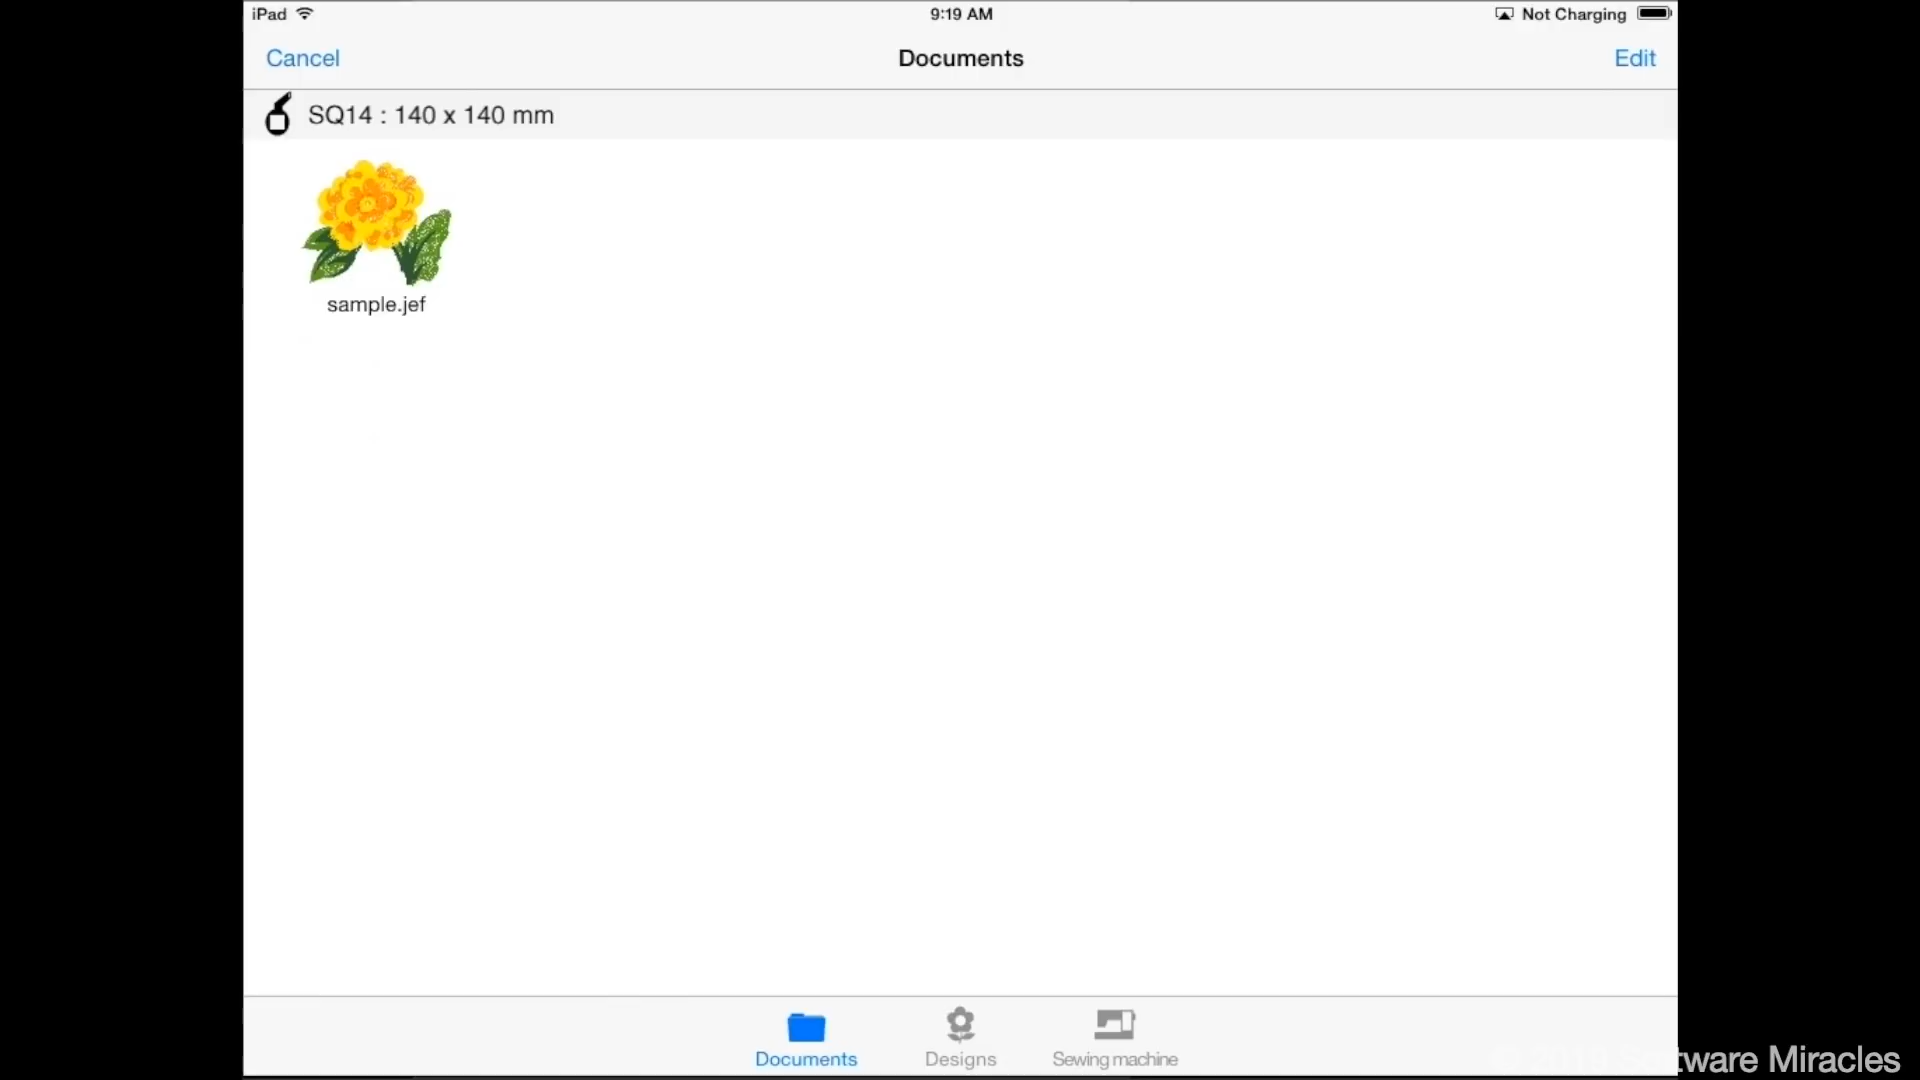 iPad
9:19 AM
Not Charging
Cancel
Documents
Edit
SQ14 : 140 x 140 mm
sample.jef
Documents
Designs
Sewing machine
Software Miracles